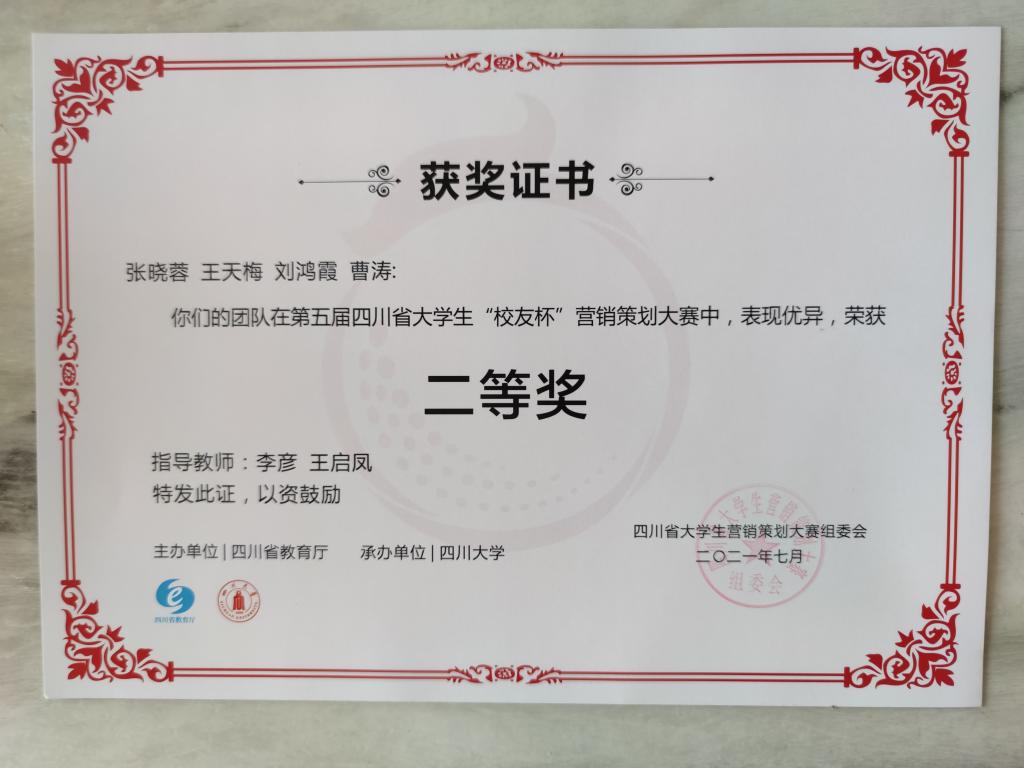 获奖证书
张晓蓉 王天梅 刘鸿霞 曹涛:
你们的团队在第五届四川省大学生“校友杯”营销策划大赛中，表现优异，荣获
二等奖
指导教师：李彦 王启凤
特发此证，以资鼓励
四川省大学生营销策划大赛组委会
二〇二一年七月
主办单位|四川省教育厅 承办单位|四川大学
四川省教育厅
组委会